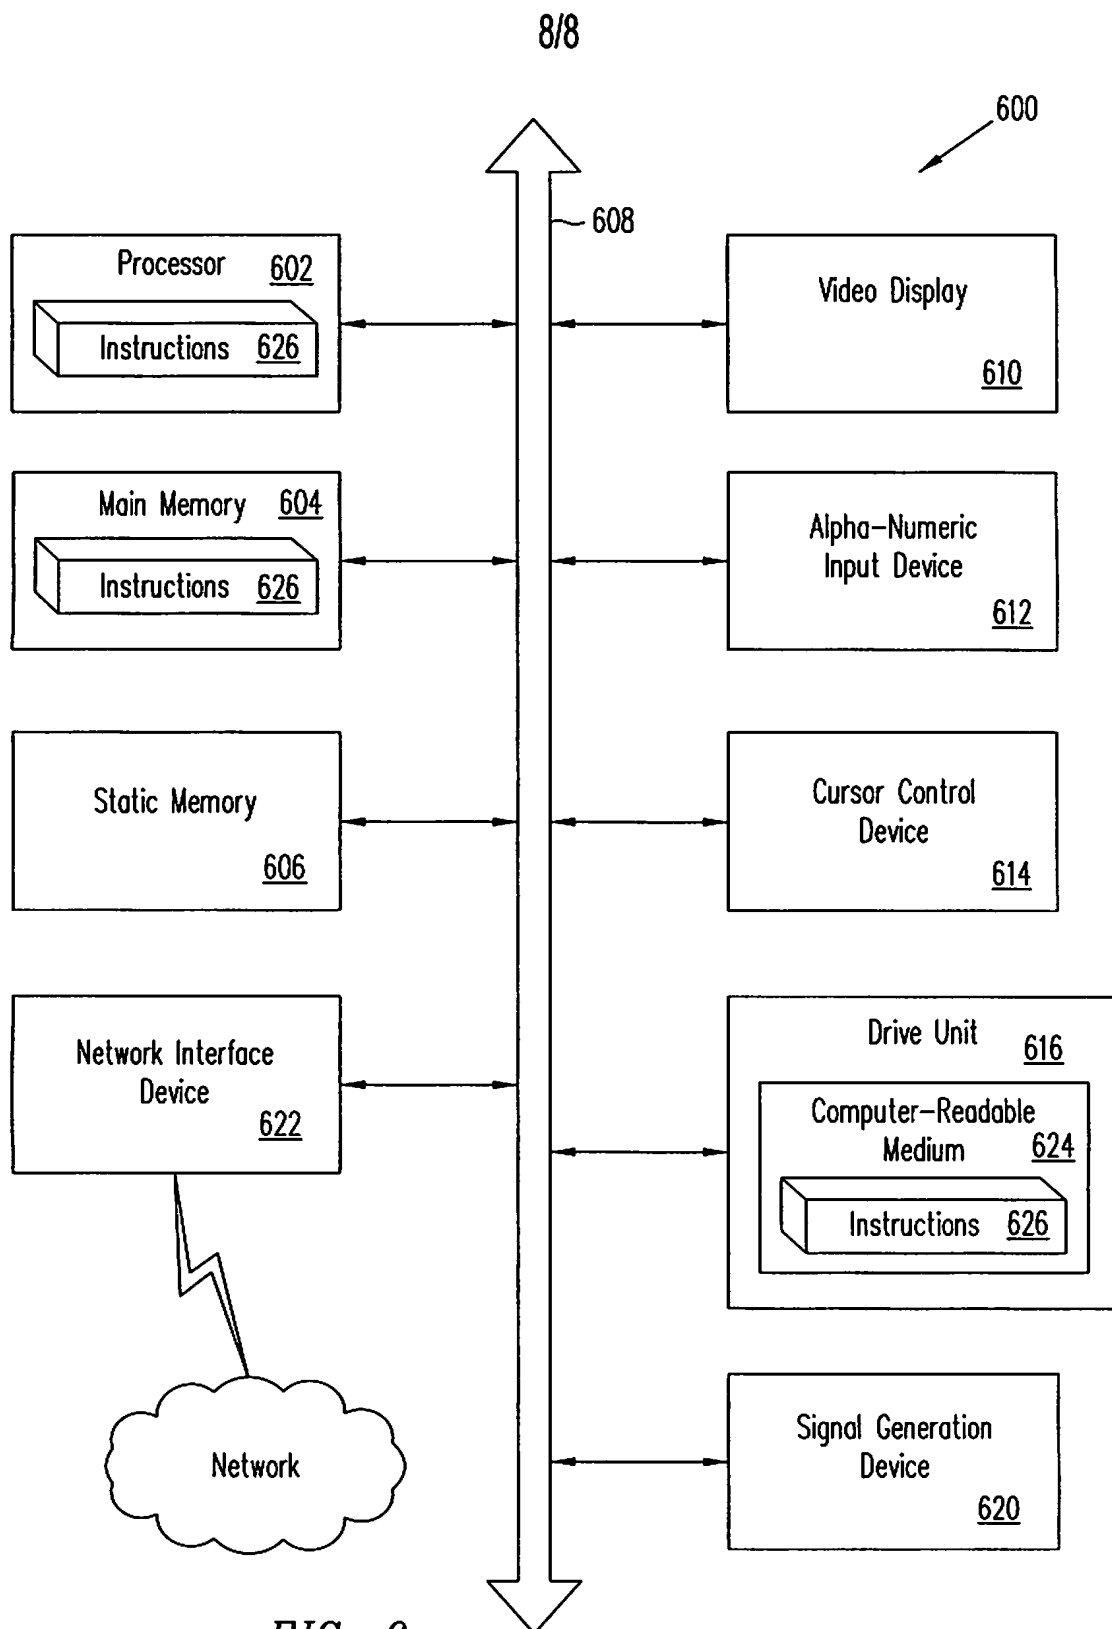 8/8
600
608
Processor 602
Instructions 626
Video Display
610
Main Memory 604
Instructions 626
Alpha-Numeric
Input Device
612
Static Memory
606
Cursor Control
Device
614
Network Interface
Device
622
Drive Unit 616
Computer-Readable
Medium 624
Instructions 626
Network
Signal Generation
Device
620
FIG.